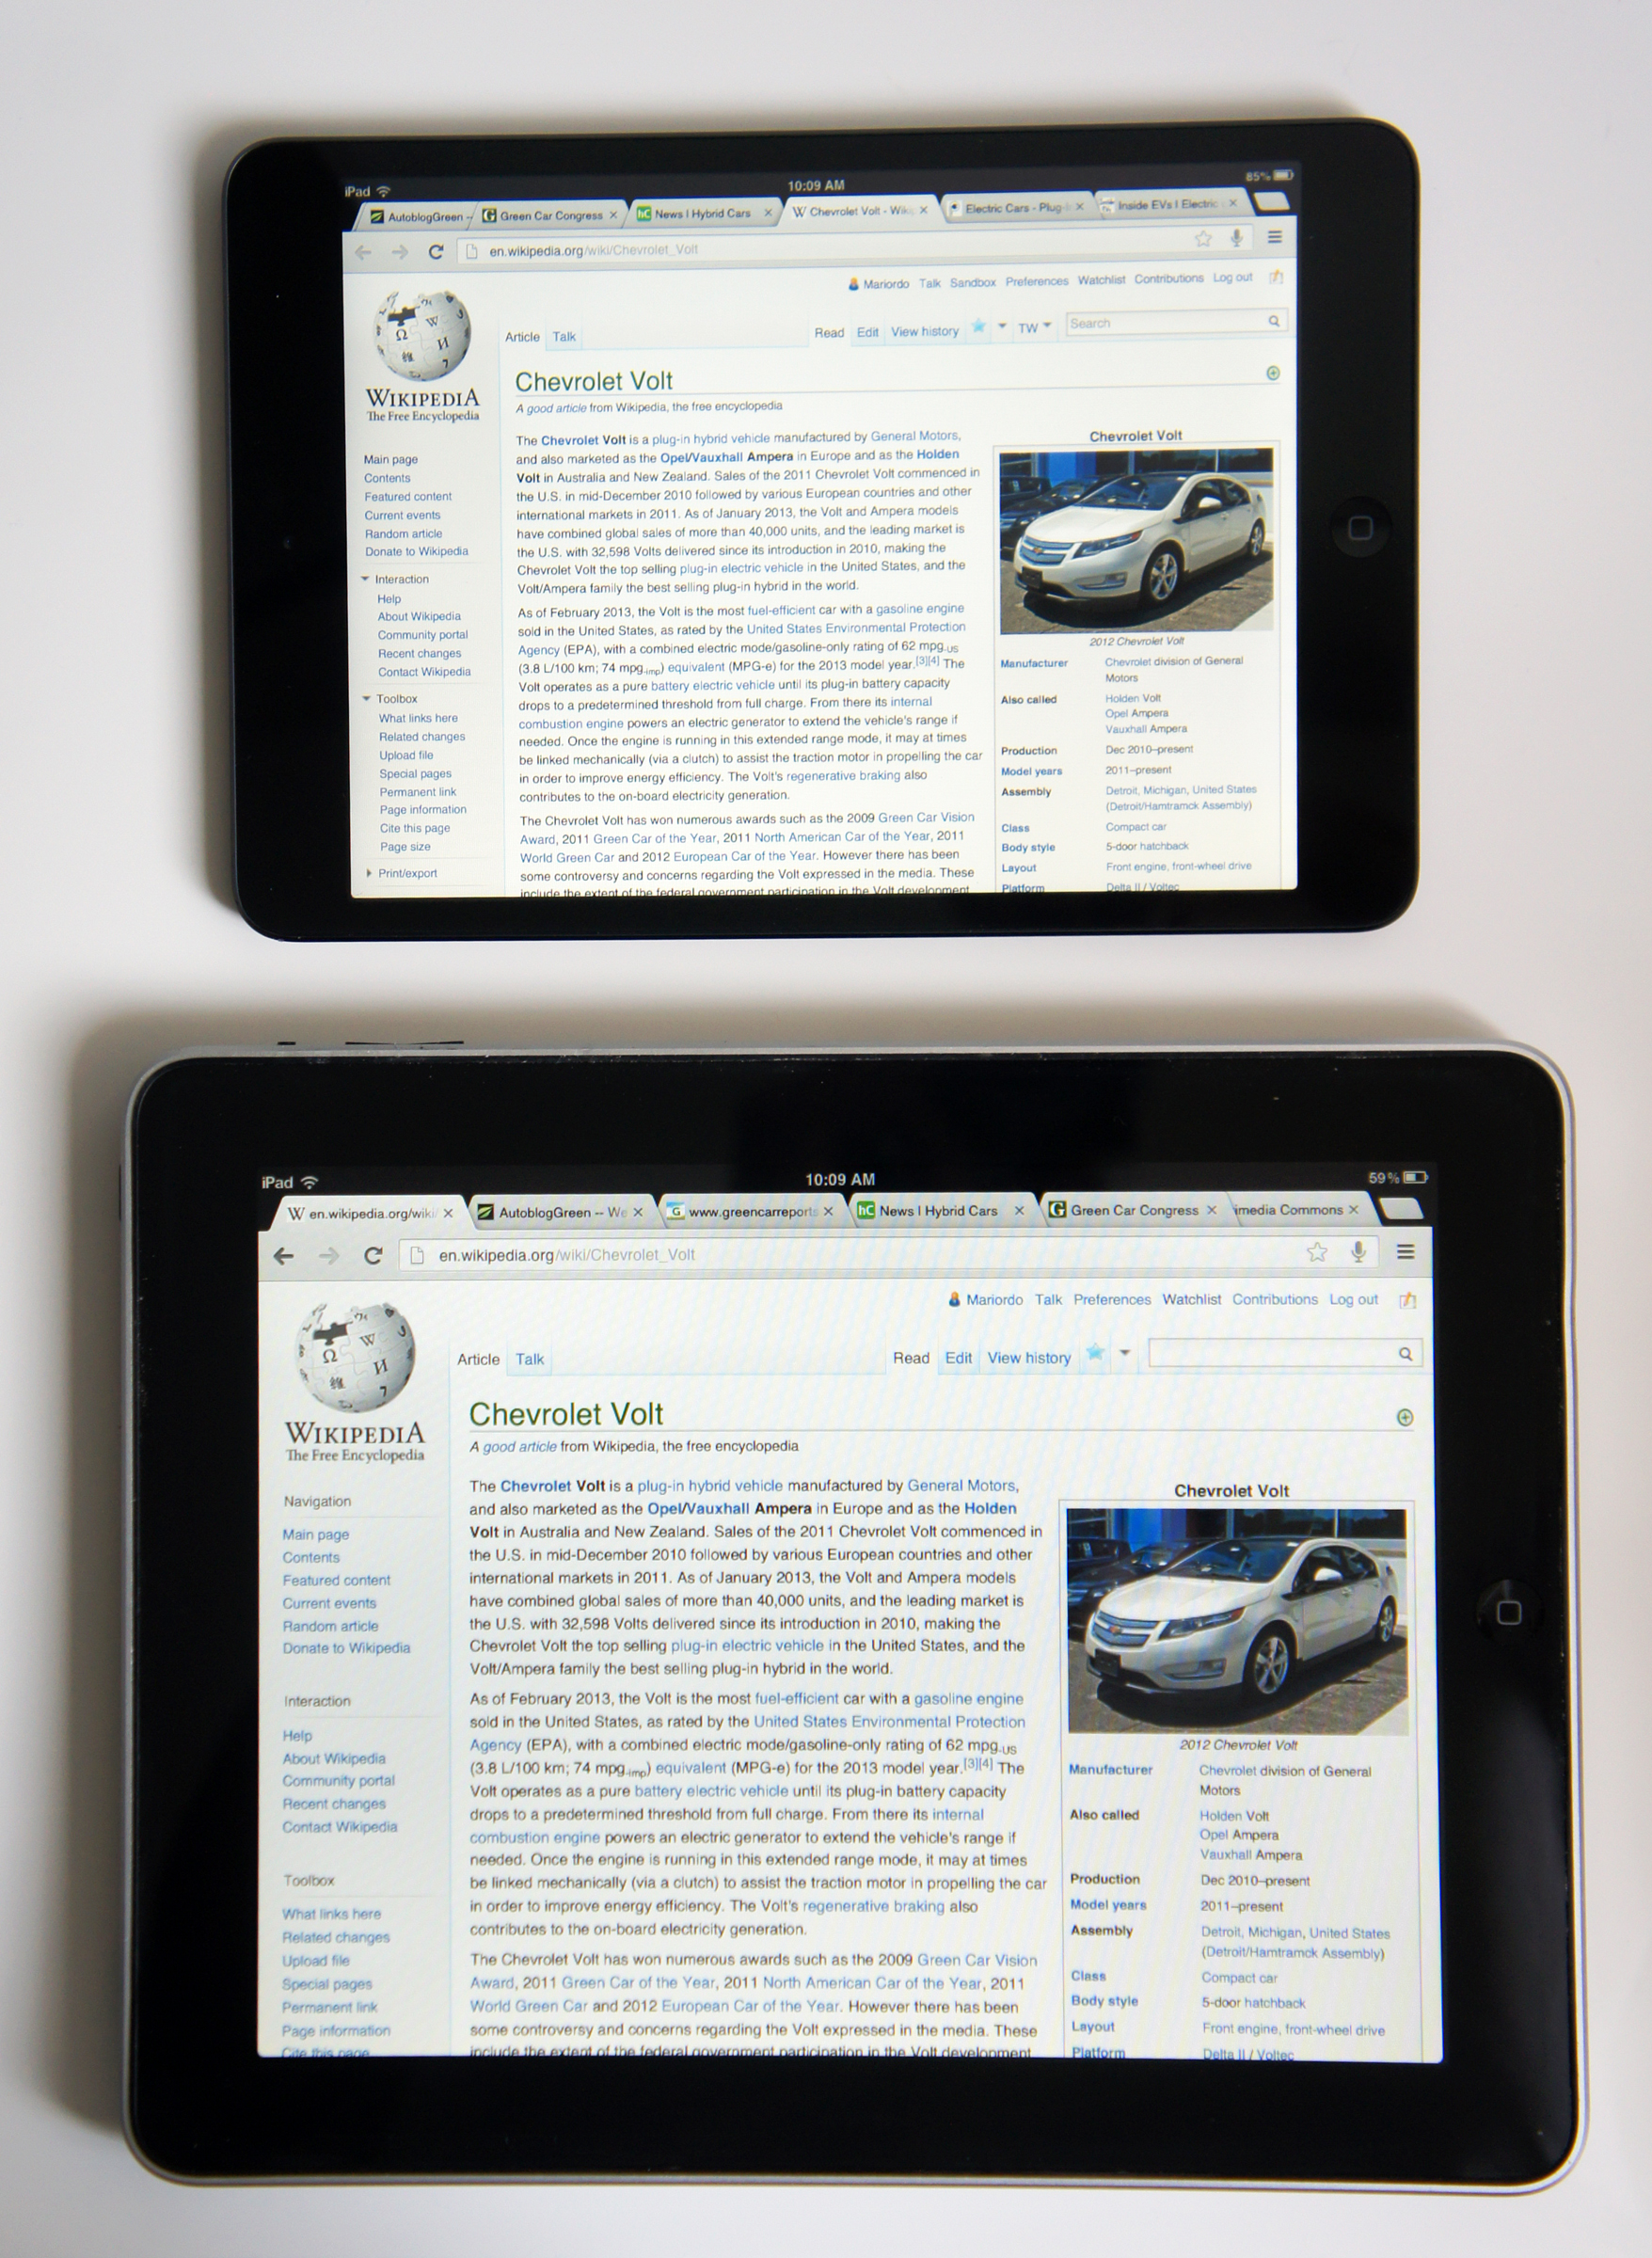 iPad
10:09 AM
85%
AutoblogGreen –
Green Car Congress
News | Hybrid Cars
Chevrolet Volt - Wiki
Electric Cars - Plug-
Inside EVs | Electric
en.wikipedia.org/wiki/Chevrolet_Volt
Mariordo Talk Sandbox Preferences Watchlist Contributions Log out
Article Talk
Read Edit View history TW Search
WIKIPEDIA
The Free Encyclopedia
Main page
Contents
Featured content
Current events
Random article
Donate to Wikipedia
Interaction
Help
About Wikipedia
Community portal
Recent changes
Contact Wikipedia
Toolbox
What links here
Related changes
Upload file
Special pages
Permanent link
Page information
Cite this page
Page size
Print/export
Chevrolet Volt
A good article from Wikipedia, the free encyclopedia
The Chevrolet Volt is a plug-in hybrid vehicle manufactured by General Motors,
and also marketed as the Opel/Vauxhall Ampera in Europe and as the Holden
Volt in Australia and New Zealand. Sales of the 2011 Chevrolet Volt commenced in
the U.S. in mid-December 2010 followed by various European countries and other
international markets in 2011. As of January 2013, the Volt and Ampera models
have combined global sales of more than 40,000 units, and the leading market is
the U.S. with 32,598 Volts delivered since its introduction in 2010, making the
Chevrolet Volt the top selling plug-in electric vehicle in the United States, and the
Volt/Ampera family the best selling plug-in hybrid in the world.
As of February 2013, the Volt is the most fuel-efficient car with a gasoline engine
sold in the United States, as rated by the United States Environmental Protection
Agency (EPA), with a combined electric mode/gasoline-only rating of 62 mpg-US
(3.8 L/100 km; 74 mpg-imp) equivalent (MPG-e) for the 2013 model year.[3][4] The
Volt operates as a pure battery electric vehicle until its plug-in battery capacity
drops to a predetermined threshold from full charge. From there its internal
combustion engine powers an electric generator to extend the vehicle's range if
needed. Once the engine is running in this extended range mode, it may at times
be linked mechanically (via a clutch) to assist the traction motor in propelling the car
in order to improve energy efficiency. The Volt's regenerative braking also
contributes to the on-board electricity generation.
The Chevrolet Volt has won numerous awards such as the 2009 Green Car Vision
Award, 2011 Green Car of the Year, 2011 North American Car of the Year, 2011
World Green Car and 2012 European Car of the Year. However there has been
some controversy and concerns regarding the Volt expressed in the media. These
include the extent of the federal government participation in the Volt development
Chevrolet Volt
2012 Chevrolet Volt
Manufacturer Chevrolet division of General
Motors
Also called Holden Volt
Opel Ampera
Vauxhall Ampera
Production Dec 2010–present
Model years 2011–present
Assembly Detroit, Michigan, United States
(Detroit/Hamtramck Assembly)
Class Compact car
Body style 5-door hatchback
Layout Front engine, front-wheel drive
Platform Delta II / Voltec
iPad
10:09 AM
59%
en.wikipedia.org/wiki
AutoblogGreen -- We
www.greencarreports
News | Hybrid Cars
Green Car Congress
imedia Commons
en.wikipedia.org/wiki/Chevrolet_Volt
Mariordo Talk Preferences Watchlist Contributions Log out
Article Talk
Read Edit View history
WIKIPEDIA
The Free Encyclopedia
Navigation
Main page
Contents
Featured content
Current events
Random article
Donate to Wikipedia
Interaction
Help
About Wikipedia
Community portal
Recent changes
Contact Wikipedia
Toolbox
What links here
Related changes
Upload file
Special pages
Permanent link
Page information
Cite this page
Chevrolet Volt
A good article from Wikipedia, the free encyclopedia
The Chevrolet Volt is a plug-in hybrid vehicle manufactured by General Motors,
and also marketed as the Opel/Vauxhall Ampera in Europe and as the Holden
Volt in Australia and New Zealand. Sales of the 2011 Chevrolet Volt commenced in
the U.S. in mid-December 2010 followed by various European countries and other
international markets in 2011. As of January 2013, the Volt and Ampera models
have combined global sales of more than 40,000 units, and the leading market is
the U.S. with 32,598 Volts delivered since its introduction in 2010, making the
Chevrolet Volt the top selling plug-in electric vehicle in the United States, and the
Volt/Ampera family the best selling plug-in hybrid in the world.
As of February 2013, the Volt is the most fuel-efficient car with a gasoline engine
sold in the United States, as rated by the United States Environmental Protection
Agency (EPA), with a combined electric mode/gasoline-only rating of 62 mpg-US
(3.8 L/100 km; 74 mpg-imp) equivalent (MPG-e) for the 2013 model year.[3][4] The
Volt operates as a pure battery electric vehicle until its plug-in battery capacity
drops to a predetermined threshold from full charge. From there its internal
combustion engine powers an electric generator to extend the vehicle's range if
needed. Once the engine is running in this extended range mode, it may at times
be linked mechanically (via a clutch) to assist the traction motor in propelling the car
in order to improve energy efficiency. The Volt's regenerative braking also
contributes to the on-board electricity generation.
The Chevrolet Volt has won numerous awards such as the 2009 Green Car Vision
Award, 2011 Green Car of the Year, 2011 North American Car of the Year, 2011
World Green Car and 2012 European Car of the Year. However there has been
some controversy and concerns regarding the Volt expressed in the media. These
include the extent of the federal government participation in the Volt development
Chevrolet Volt
2012 Chevrolet Volt
Manufacturer Chevrolet division of General
Motors
Also called Holden Volt
Opel Ampera
Vauxhall Ampera
Production Dec 2010–present
Model years 2011–present
Assembly Detroit, Michigan, United States
(Detroit/Hamtramck Assembly)
Class Compact car
Body style 5-door hatchback
Layout Front engine, front-wheel drive
Platform Delta II / Voltec